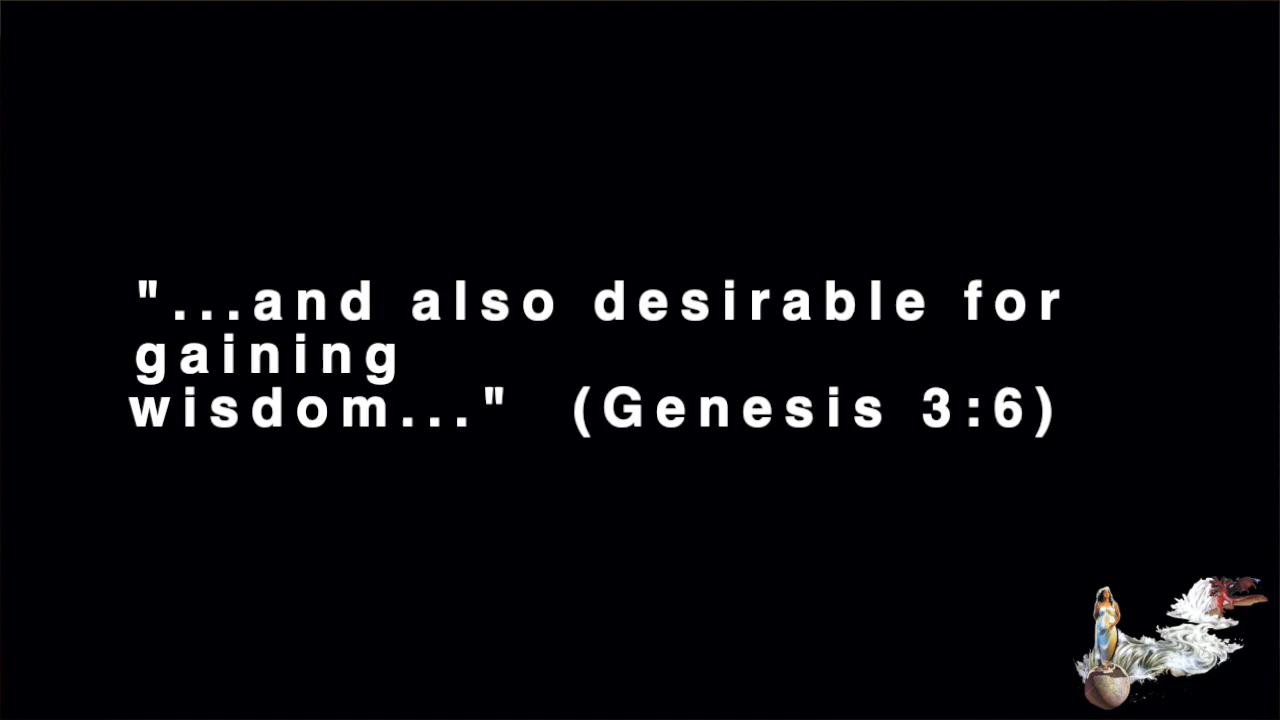 "...and also desirable for
gaining
wisdom..." (Genesis 3:6)